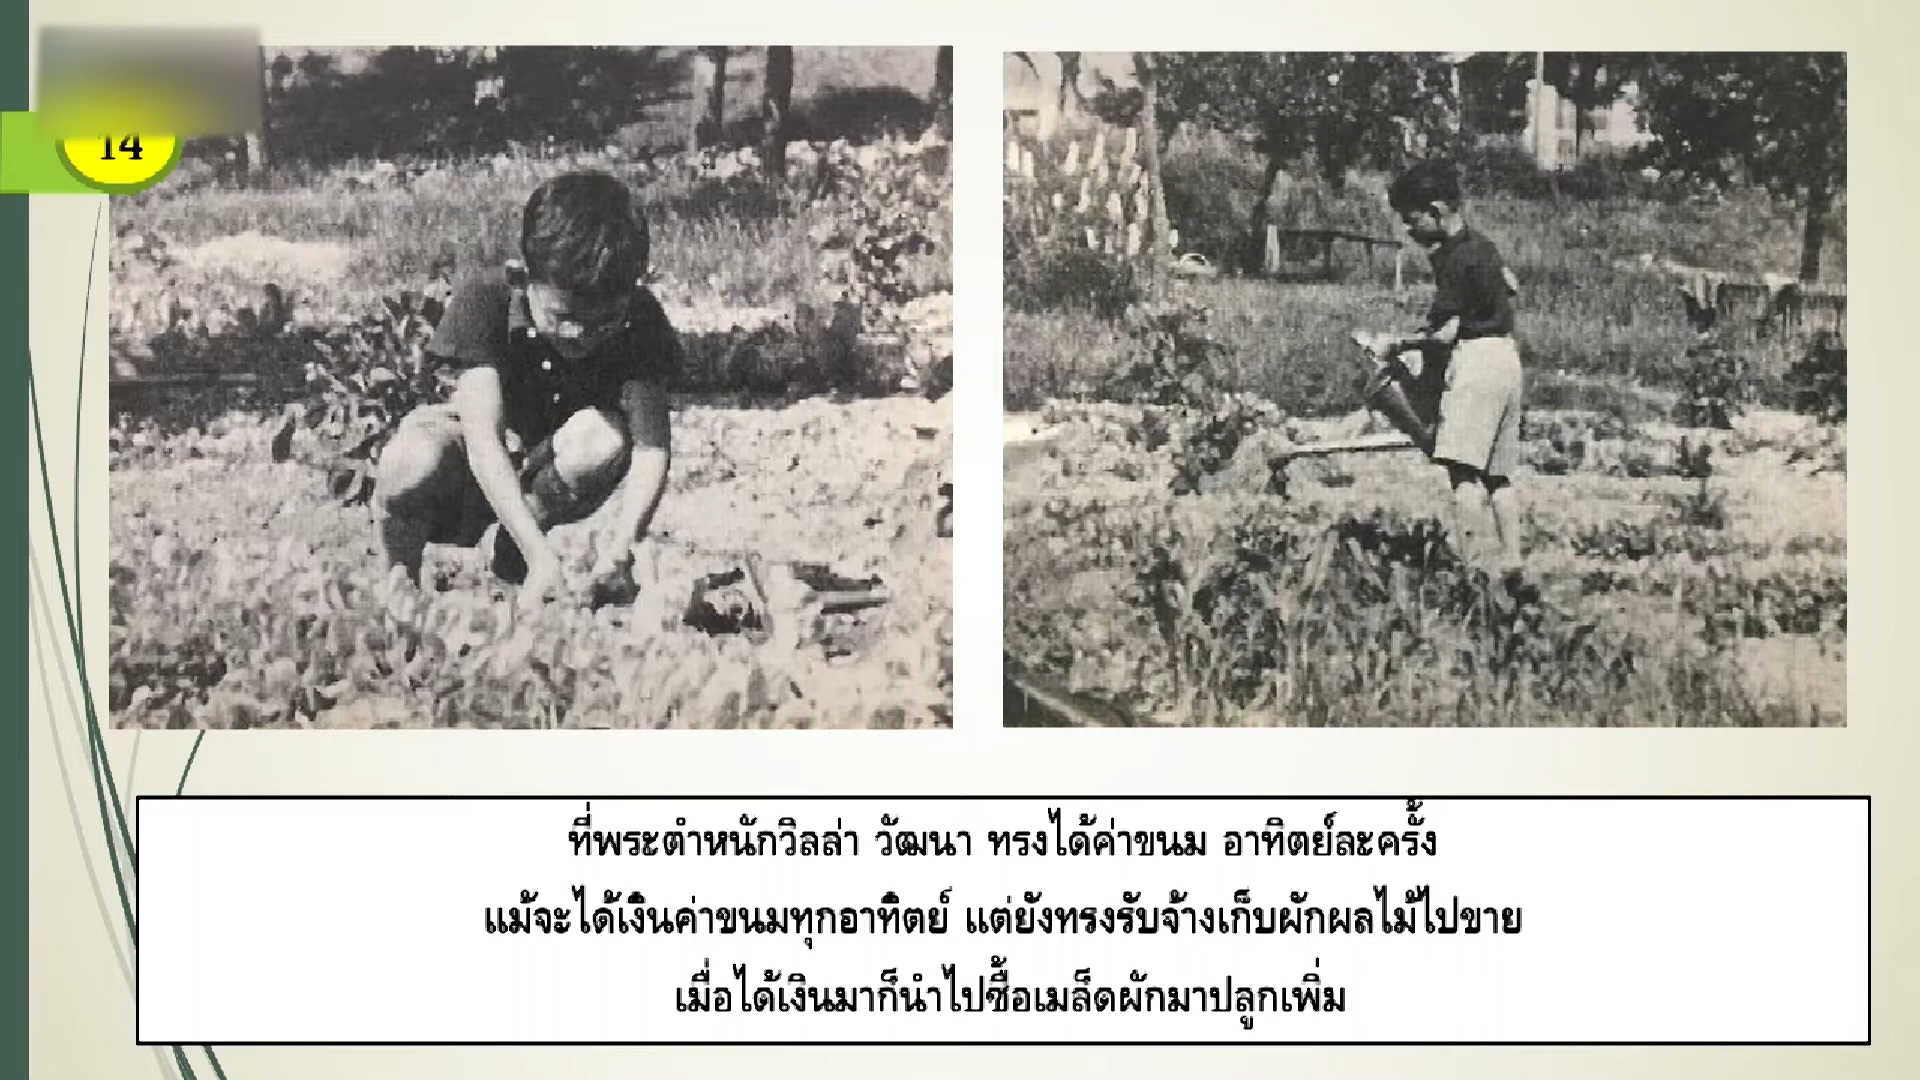 14
ที่พระตำหนักวิลล่า วัฒนา ทรงได้ค่าขนม อาทิตย์ละครั้ง
แม้จะได้เงินค่าขนมทุกอาทิตย์ แต่ยังทรงรับจ้างเก็บผักผลไม้ไปขาย
เมื่อได้เงินมาก็นำไปซื้อเมล็ดผักมาปลูกเพิ่ม